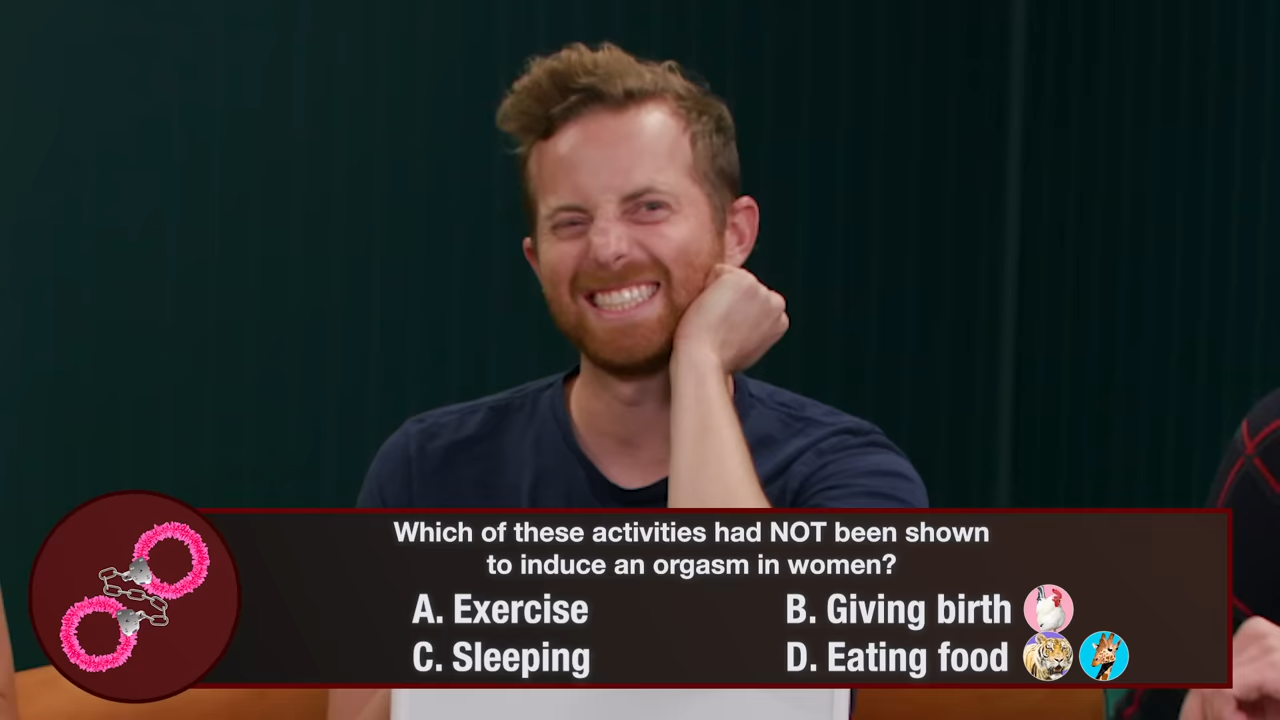 Which of these activities had NOT been shown
to induce an orgasm in women?
A. Exercise
B. Giving birth
C. Sleeping
D. Eating food